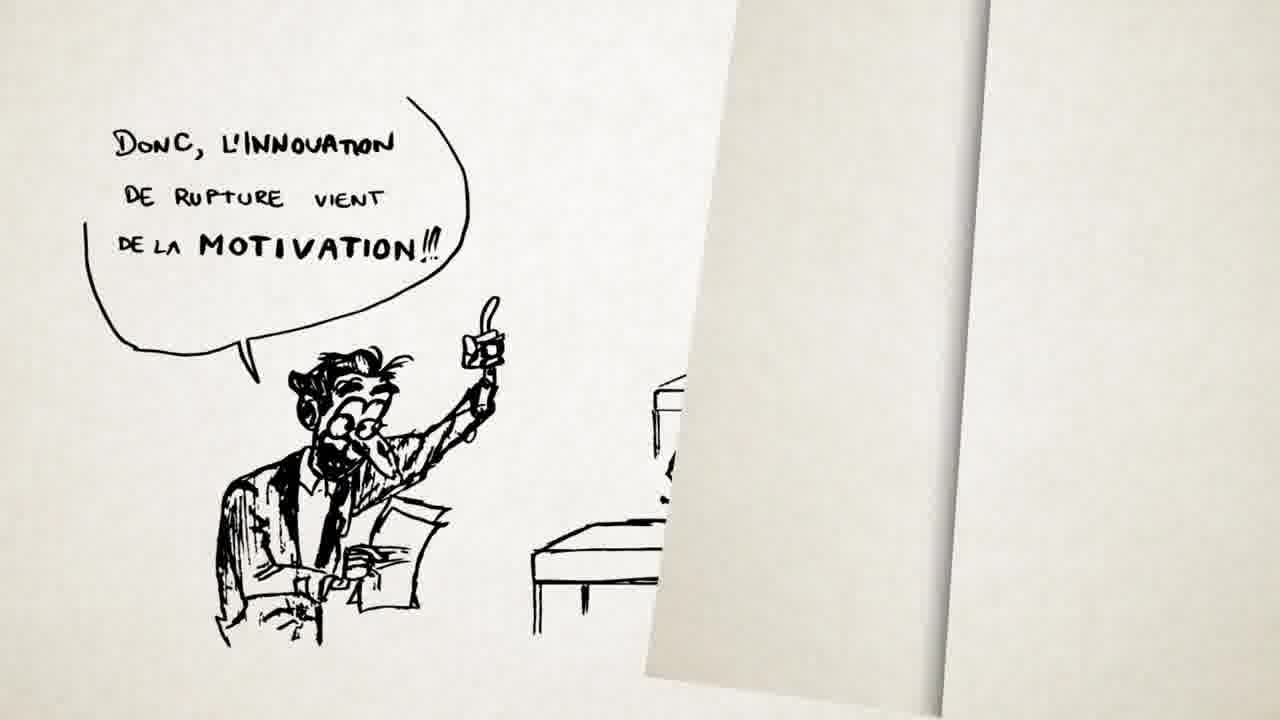 DONC, L'INNOVATION
DE RUPTURE VIENT
DE LA MOTIVATION!!!